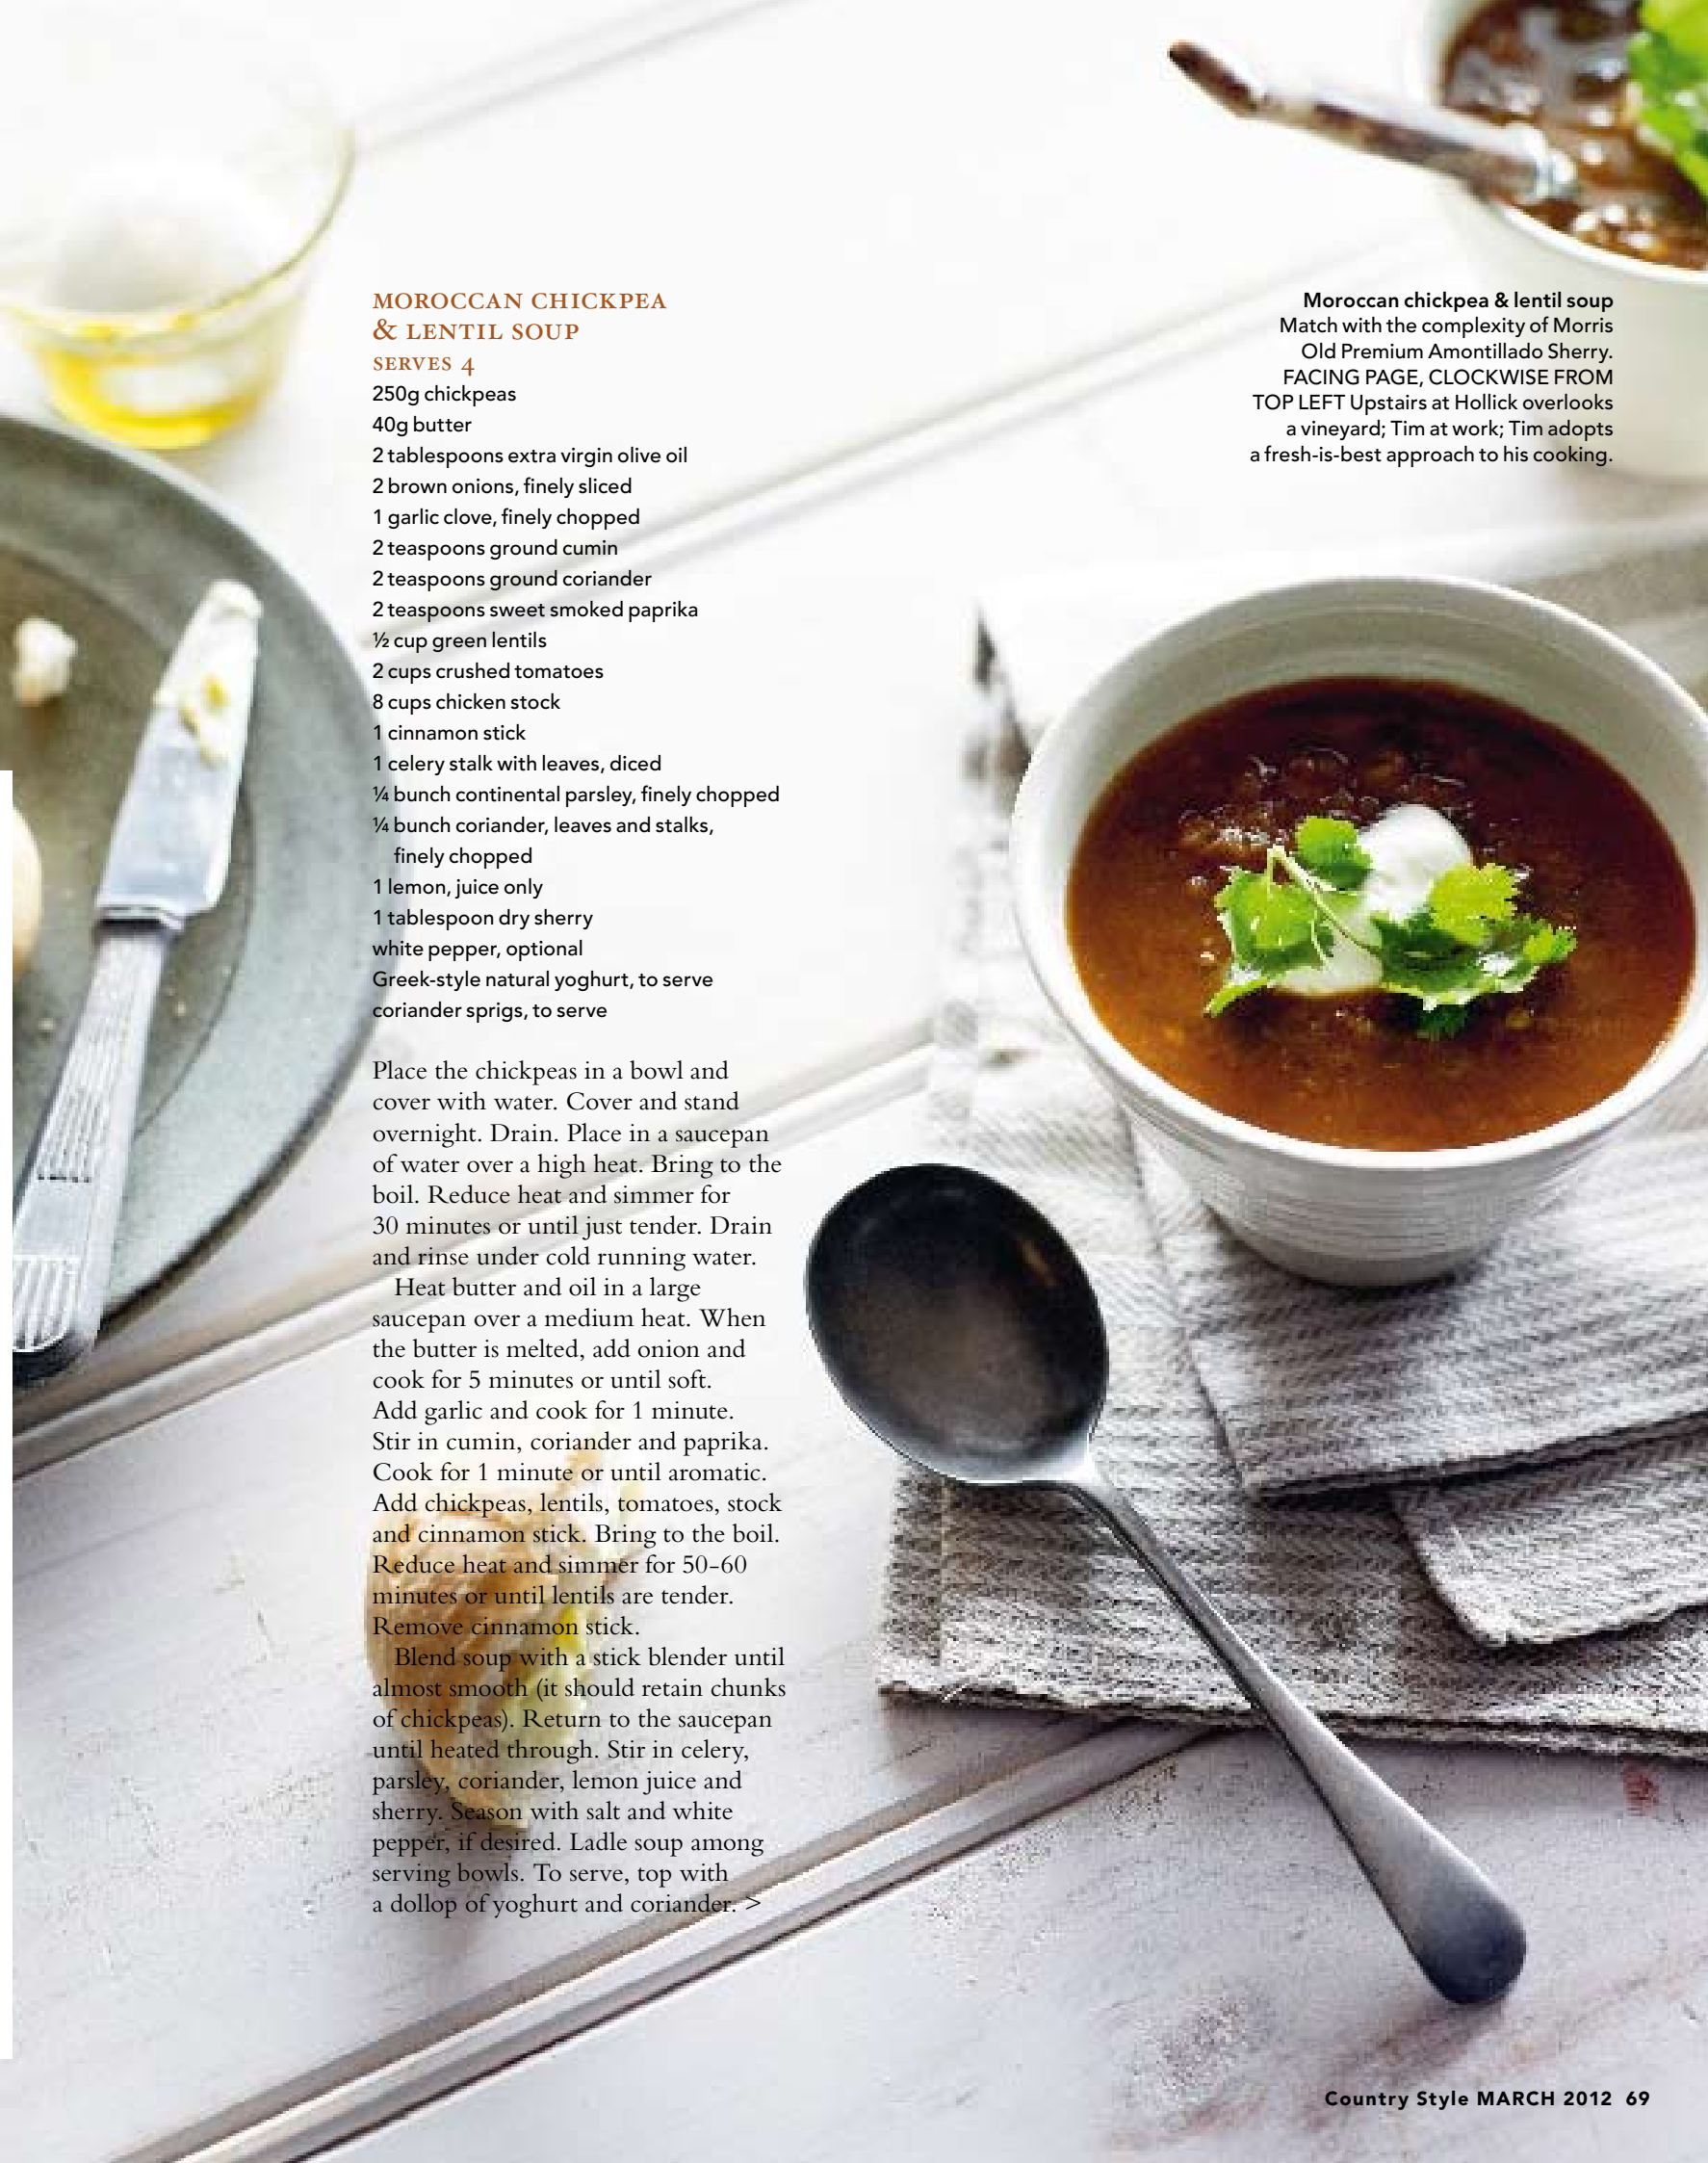 MOROCCAN CHICKPEA
& LENTIL SOUP
SERVES 4
250g chickpeas
40g butter
2 tablespoons extra virgin olive oil
2 brown onions, finely sliced
1 garlic clove, finely chopped
2 teaspoons ground cumin
2 teaspoons ground coriander
2 teaspoons sweet smoked paprika
½ cup green lentils
2 cups crushed tomatoes
8 cups chicken stock
1 cinnamon stick
1 celery stalk with leaves, diced
¼ bunch continental parsley, finely chopped
¼ bunch coriander, leaves and stalks,
finely chopped
1 lemon, juice only
1 tablespoon dry sherry
white pepper, optional
Greek-style natural yoghurt, to serve
coriander sprigs, to serve
Place the chickpeas in a bowl and
cover with water. Cover and stand
overnight. Drain. Place in a saucepan
of water over a high heat. Bring to the
boil. Reduce heat and simmer for
30 minutes or until just tender. Drain
and rinse under cold running water.
Heat butter and oil in a large
saucepan over a medium heat. When
the butter is melted, add onion and
cook for 5 minutes or until soft.
Add garlic and cook for 1 minute.
Stir in cumin, coriander and paprika.
Cook for 1 minute or until aromatic.
Add chickpeas, lentils, tomatoes, stock
and cinnamon stick. Bring to the boil.
Reduce heat and simmer for 50-60
minutes or until lentils are tender.
Remove cinnamon stick.
Blend soup with a stick blender until
almost smooth (it should retain chunks
of chickpeas). Return to the saucepan
until heated through. Stir in celery,
parsley, coriander, lemon juice and
sherry. Season with salt and white
pepper, if desired. Ladle soup among
serving bowls. To serve, top with
a dollop of yoghurt and coriander. >
Moroccan chickpea & lentil soup
Match with the complexity of Morris
Old Premium Amontillado Sherry.
FACING PAGE, CLOCKWISE FROM
TOP LEFT Upstairs at Hollick overlooks
a vineyard; Tim at work; Tim adopts
a fresh-is-best approach to his cooking.
Country Style MARCH 2012 69